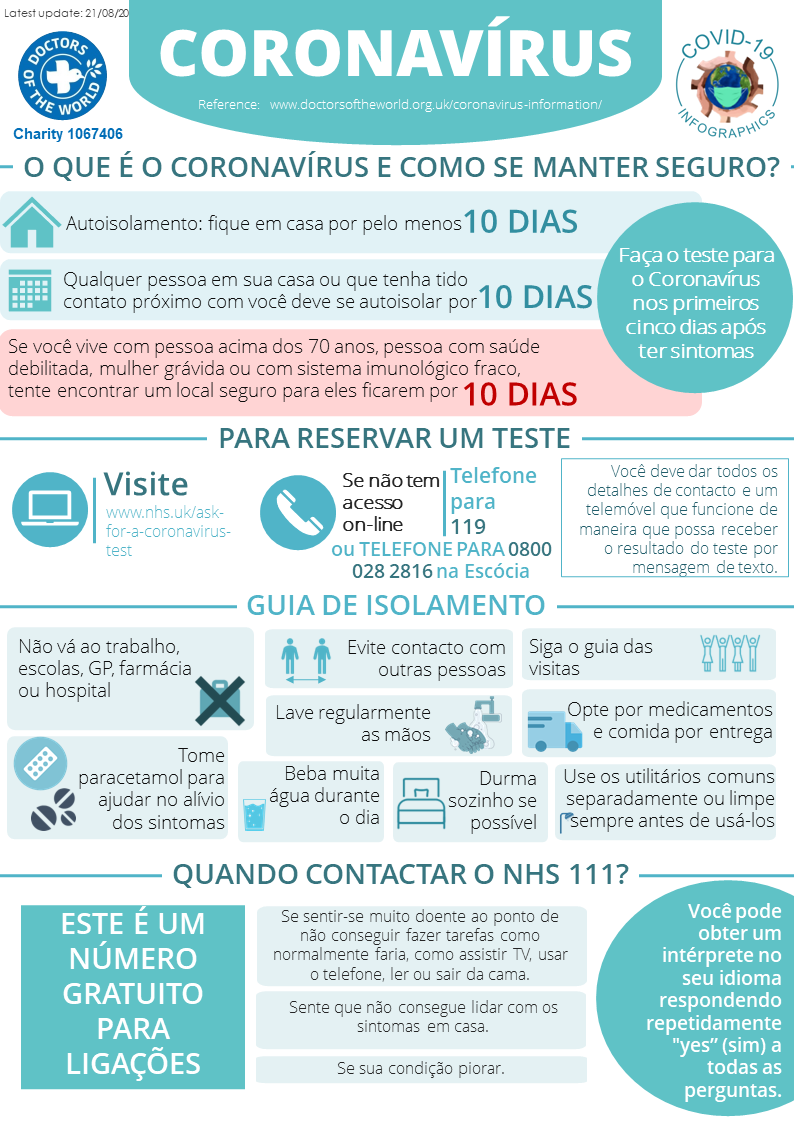 Latest update: 21/08/20
DOCTORS OF THE WORLD
Charity 1067406
CORONAVÍRUS
Reference: www.doctorsoftheworld.org.uk/coronavirus-information/
COVID-19
INFOGRAPHICS
O QUE É O CORONAVÍRUS E COMO SE MANTER SEGURO?
Autoisolamento: fique em casa por pelo menos 10 DIAS
Qualquer pessoa em sua casa ou que tenha tido
contato próximo com você deve se autoisolar por 10 DIAS
Se você vive com pessoa acima dos 70 anos, pessoa com saúde
debilitada, mulher grávida ou com sistema imunológico fraco,
tente encontrar um local seguro para eles ficarem por 10 DIAS
Faça o teste para
o Coronavírus
nos primeiros
cinco dias após
ter sintomas
PARA RESERVAR UM TESTE
Visite
www.nhs.uk/ask-
for-a-coronavirus-
test
Se não tem
acesso
on-line
Telefone
para
119
ou TELEFONE PARA 0800
028 2816 na Escócia
Você deve dar todos os
detalhes de contacto e um
telemóvel que funcione de
maneira que possa receber
o resultado do teste por
mensagem de texto.
GUIA DE ISOLAMENTO
Não vá ao trabalho,
escolas, GP, farmácia
ou hospital
Evite contacto com
outras pessoas
Siga o guia das
visitas
Lave regularmente
as mãos
Opte por medicamentos
e comida por entrega
Tome
paracetamol para
ajudar no alívio
dos sintomas
Beba muita
água durante
o dia
Durma
sozinho se
possível
Use os utilitários comuns
separadamente ou limpe
sempre antes de usá-los
QUANDO CONTACTAR O NHS 111?
ESTE É UM
NÚMERO
GRATUITO
PARA
LIGAÇÕES
Se sentir-se muito doente ao ponto de
não conseguir fazer tarefas como
normalmente faria, como assistir TV, usar
o telefone, ler ou sair da cama.
Sente que não consegue lidar com os
sintomas em casa.
Se sua condição piorar.
Você pode
obter um
intérprete no
seu idioma
respondendo
repetidamente
"yes” (sim) a
todas as
perguntas.